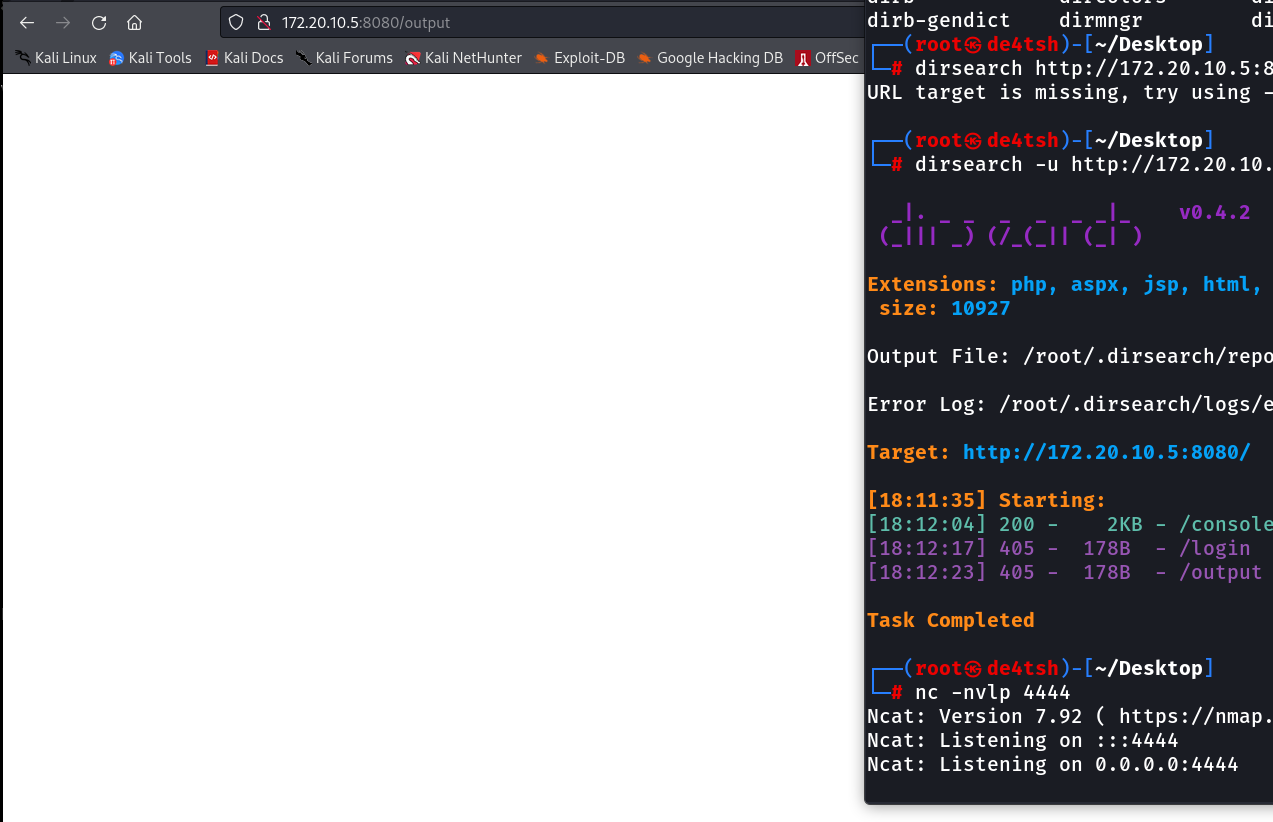 172.20.10.5:8080/output
Kali Linux Kali Tools Kali Docs Kali Forums Kali NetHunter Exploit-DB Google Hacking DB OffSec
dirb-gendict dirmngr di
┌──(root㉿de4tsh)-[~/Desktop]
└─# dirsearch http://172.20.10.5:8
URL target is missing, try using -
┌──(root㉿de4tsh)-[~/Desktop]
└─# dirsearch -u http://172.20.10.
_|. _ _  _  _  _ _|_    v0.4.2
(_||| _) (/_(_|| (_| )
Extensions: php, aspx, jsp, html,
size: 10927
Output File: /root/.dirsearch/repo
Error Log: /root/.dirsearch/logs/e
Target: http://172.20.10.5:8080/
[18:11:35] Starting:
[18:12:04] 200 -    2KB - /console
[18:12:17] 405 -  178B  - /login
[18:12:23] 405 -  178B  - /output
Task Completed
┌──(root㉿de4tsh)-[~/Desktop]
└─# nc -nvlp 4444
Ncat: Version 7.92 ( https://nmap.
Ncat: Listening on :::4444
Ncat: Listening on 0.0.0.0:4444